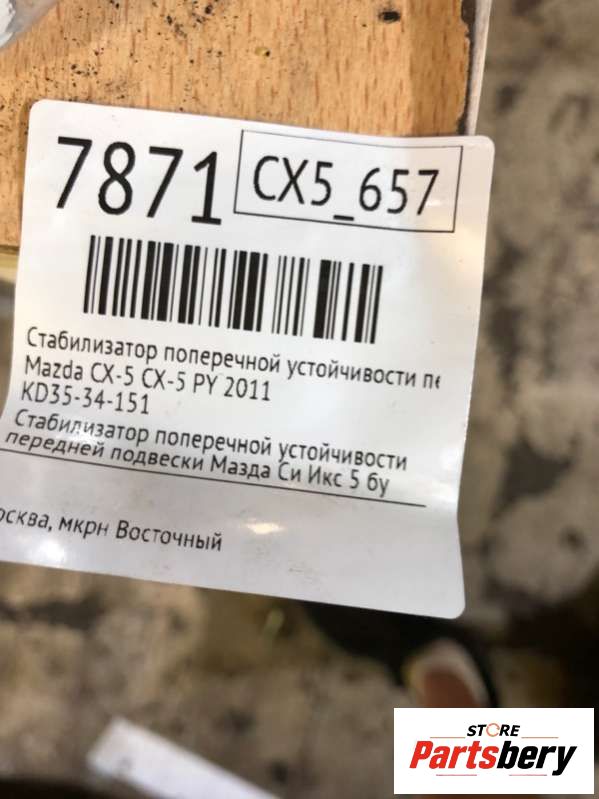 7871
CX5_657
Стабилизатор поперечной устойчивости
Mazda CX-5 CX-5 PY 2011
KD35-34-151
Стабилизатор поперечной устойчивости
передней подвески Мазда Си Икс 5 бу
мкрн Восточный
STORE
Partsbery